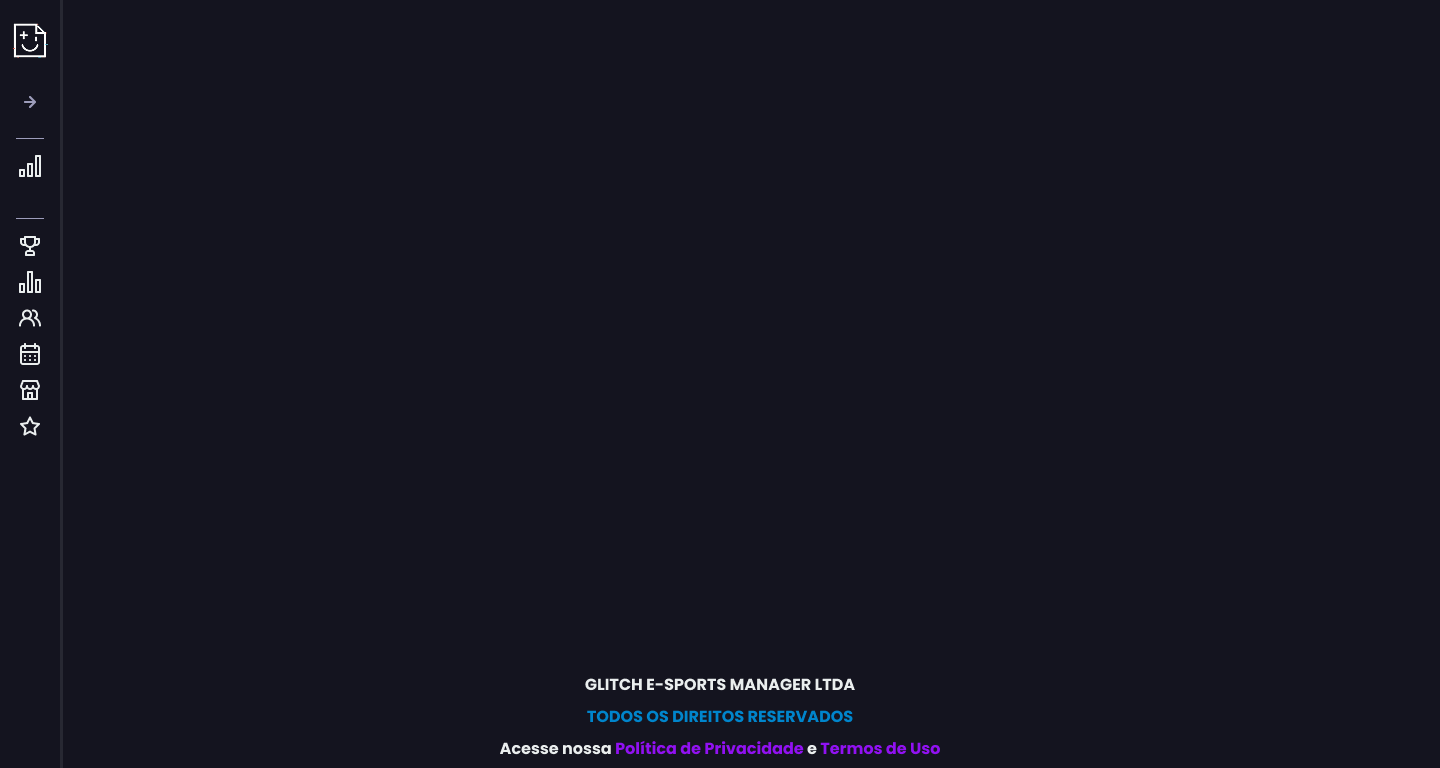 GLITCH E-SPORTS MANAGER LTDA
TODOS OS DIREITOS RESERVADOS
Acesse nossa Política de Privacidade e Termos de Uso